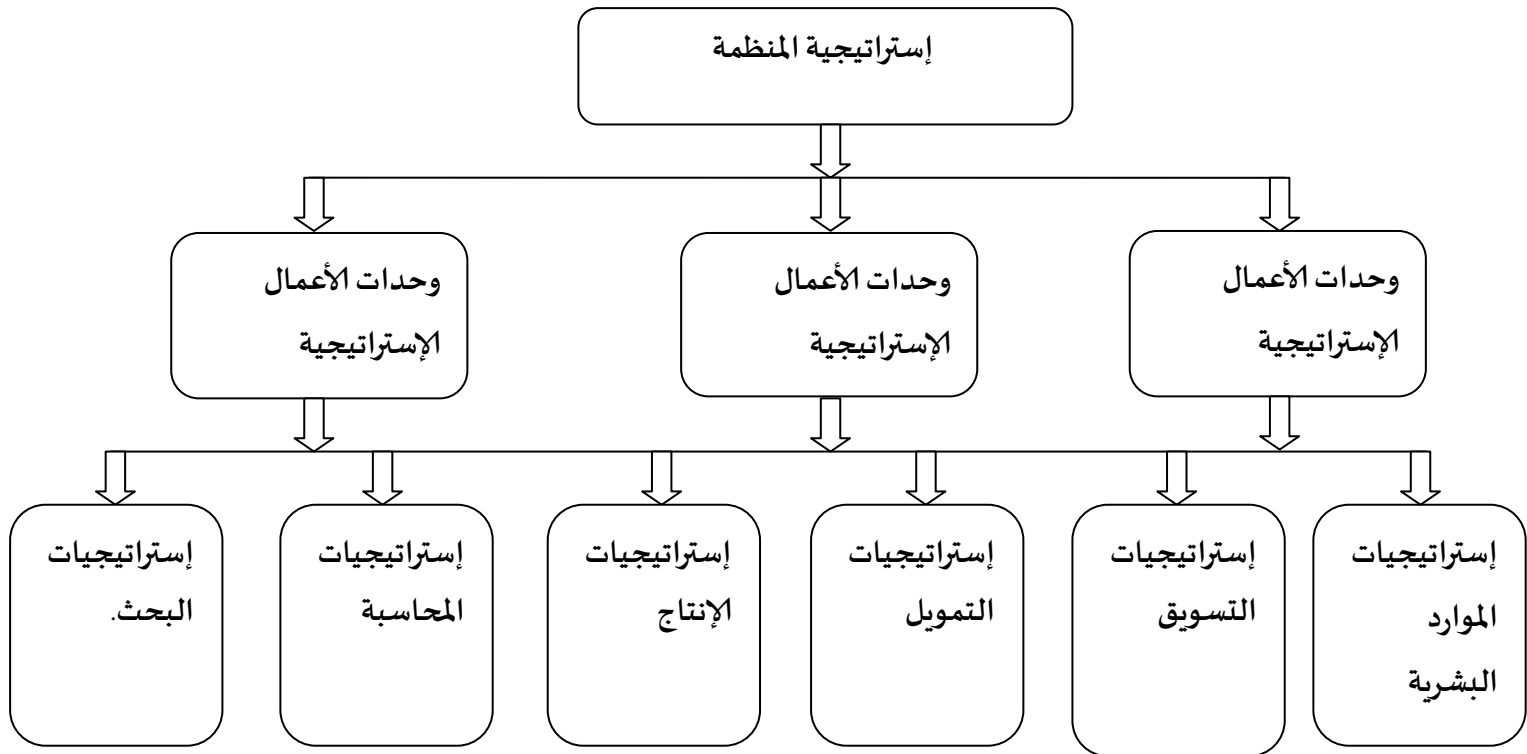 إستراتيجية المنظمة
وحدات الأعمال
الإستراتيجية
وحدات الأعمال
الإستراتيجية
وحدات الأعمال
الإستراتيجية
إستراتيجيات
الموارد
البشرية
إستراتيجيات
التسويق
إستراتيجيات
التمويل
إستراتيجيات
الإنتاج
إستراتيجيات
المحاسبة
إستراتيجيات
البحث.